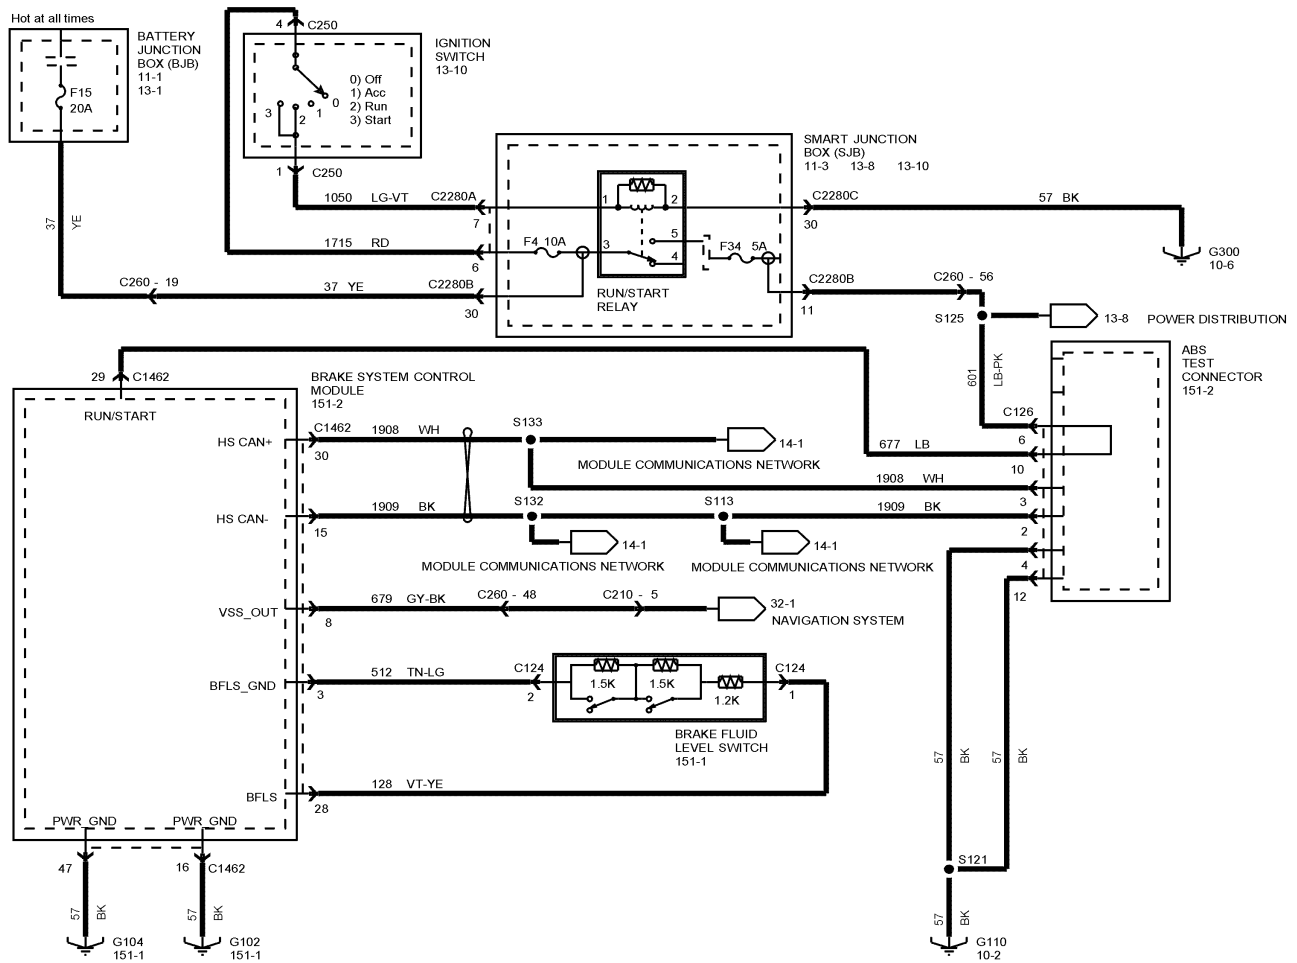 Hot at all times
BATTERY
JUNCTION
BOX (BJB)
11-1
13-1
F15
20A
4
C250
IGNITION
SWITCH
13-10
0) Off
1) Acc
2) Run
3) Start
0
1
2
3
1
C250
37
YE
1050 LG-VT C2280A
7
1715 RD
6
C260 - 19
37 YE C2280B
30
SMART JUNCTION
BOX (SJB)
11-3 13-8 13-10
1
2
3
5
4
F4 10A
F34 5A
RUN/START
RELAY
C2280C
30
57 BK
G300
10-6
C2280B
11
C260 - 56
S125
13-8
POWER DISTRIBUTION
601
LB-PK
ABS
TEST
CONNECTOR
151-2
C126
6
10
3
2
4
12
29
C1462
RUN/START
BRAKE SYSTEM CONTROL
MODULE
151-2
HS CAN+
C1462
30
1908 WH
S133
14-1
MODULE COMMUNICATIONS NETWORK
677 LB
1908 WH
HS CAN-
15
1909 BK
S132
S113
1909 BK
14-1
MODULE COMMUNICATIONS NETWORK
14-1
MODULE COMMUNICATIONS NETWORK
VSS_OUT
8
679 GY-BK
C260 - 48
C210 - 5
32-1
NAVIGATION SYSTEM
BFLS_GND
3
512 TN-LG
C124
2
1.5K
1.5K
1.2K
C124
1
BRAKE FLUID
LEVEL SWITCH
151-1
BFLS
28
128 VT-YE
PWR_GND
PWR_GND
47
16
C1462
57
BK
57
BK
G104
151-1
G102
151-1
57
BK
57
BK
S121
57
BK
G110
10-2